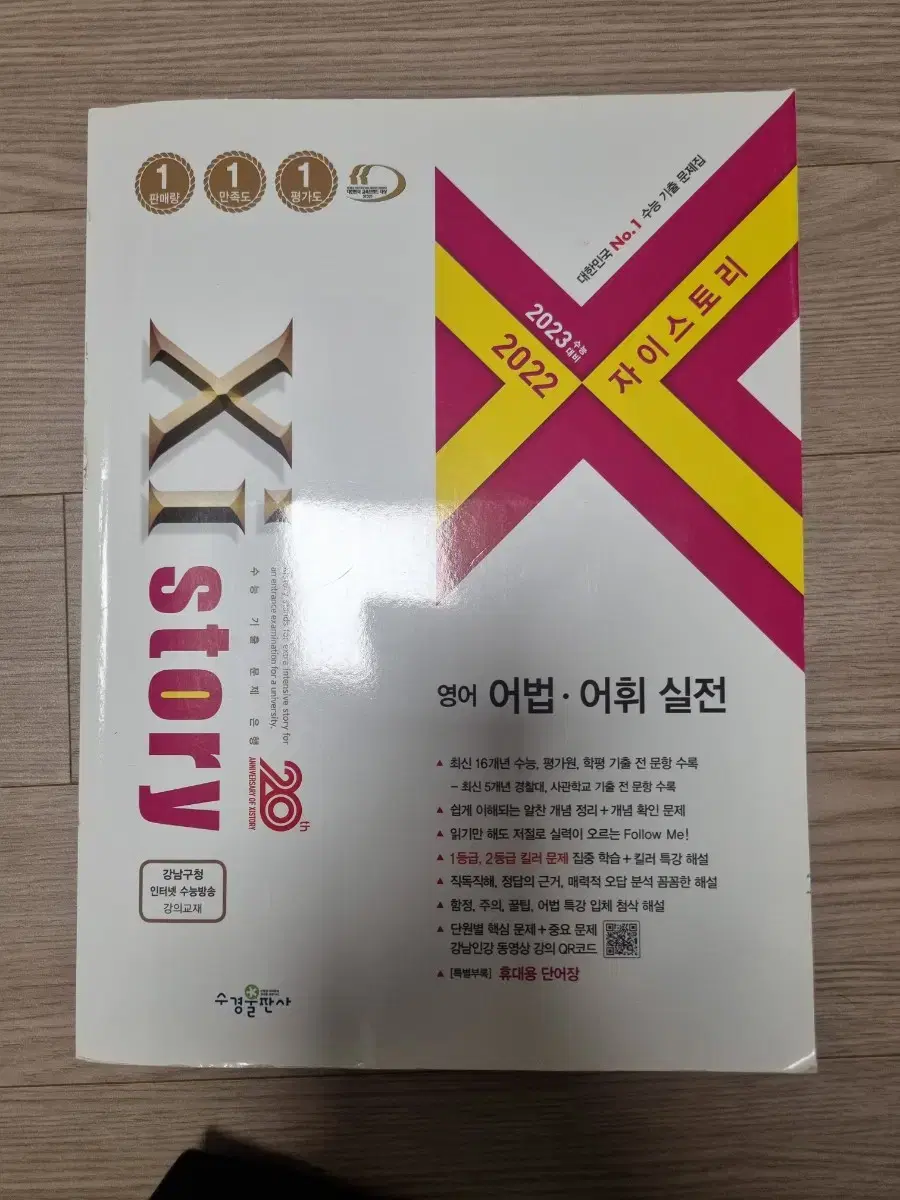 1
판매량
1
만족도
1
평가도
대한민국 No.1 수능 기출 문제집
2023 수능대비
2022
자이스토리
Xi
story
for extra intensive story for
an entrance examination for a university.
수능 기출 문제 은행
20th
ANNIVERSARY OF XISTORY
영어 어법·어휘 실전
▲ 최신 16개년 수능, 평가원, 학평 기출 전 문항 수록
– 최신 5개년 경찰대, 사관학교 기출 전 문항 수록
▲ 쉽게 이해되는 알찬 개념 정리+개념 확인 문제
▲ 읽기만 해도 저절로 실력이 오르는 Follow Me!
▲ 1등급, 2등급 킬러 문제 집중 학습+킬러 특강 해설
▲ 직독직해, 정답의 근거, 매력적 오답 분석 꼼꼼한 해설
▲ 함정, 주의, 꿀팁, 어법 특강 입체 첨삭 해설
▲ 단원별 핵심 문제+중요 문제
강남인강 동영상 강의 QR코드
▲ [특별부록] 휴대용 단어장
강남구청
인터넷 수능방송
강의교재
수경출판사